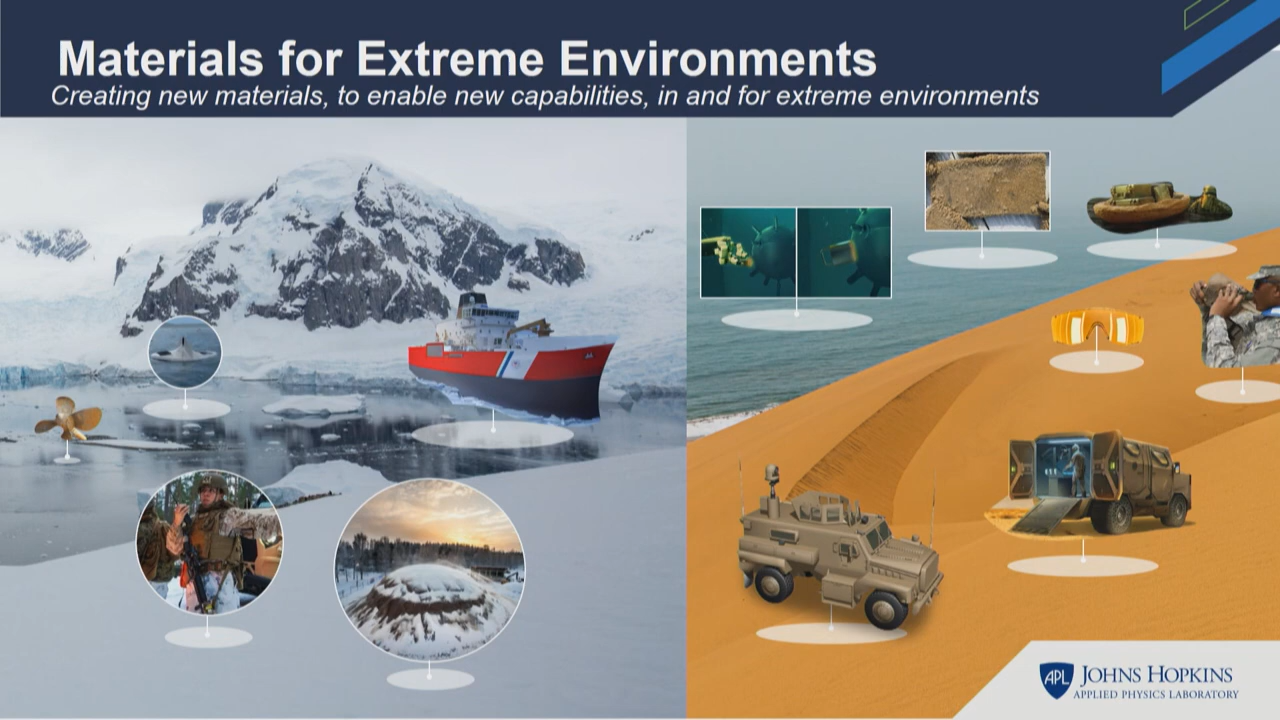 Materials for Extreme Environments
Creating new materials, to enable new capabilities, in and for extreme environments
APL
JOHNS HOPKINS
APPLIED PHYSICS LABORATORY